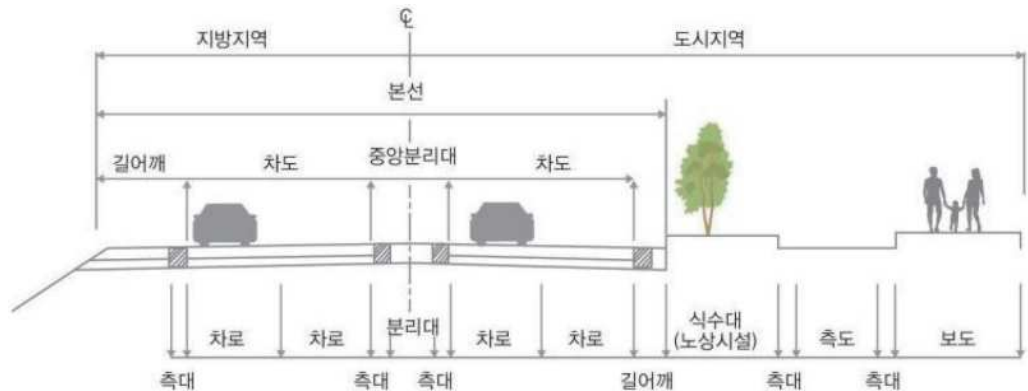 ℄
지방지역 도시지역
본선
길어깨 차도 중앙분리대 차도
차로 차로 분리대 차로 차로 식수대 측도 보도
(노상시설)
측대 측대 측대 길어깨 측대 측대